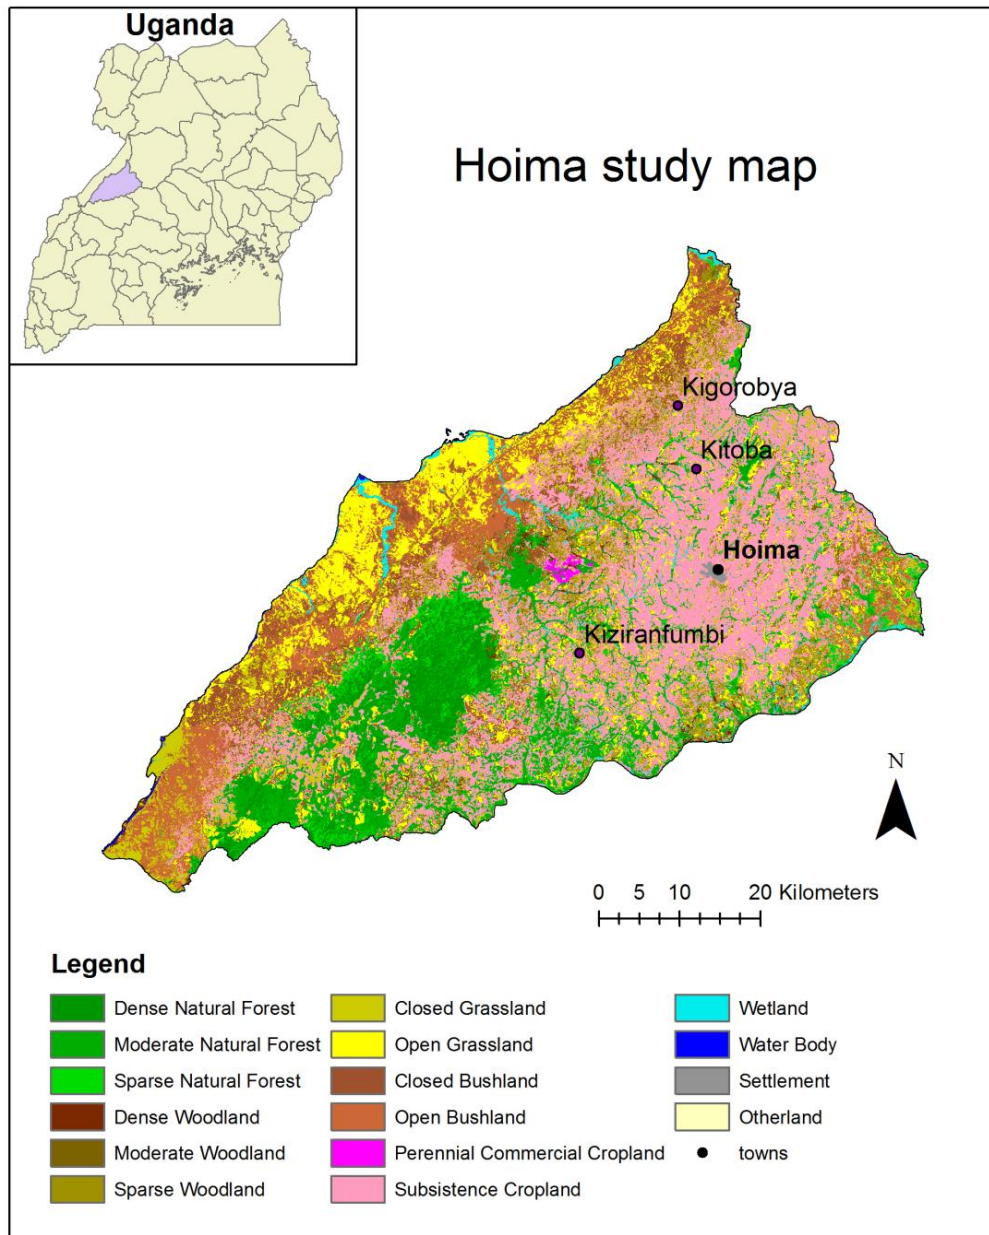 Uganda
Hoima study map
Kigorobya
Kitoba
Hoima
Kiziranfumbi
N
0 5 10 20 Kilometers
Legend
Dense Natural Forest
Moderate Natural Forest
Sparse Natural Forest
Dense Woodland
Moderate Woodland
Sparse Woodland
Closed Grassland
Open Grassland
Closed Bushland
Open Bushland
Perennial Commercial Cropland
Subsistence Cropland
Wetland
Water Body
Settlement
Otherland
towns